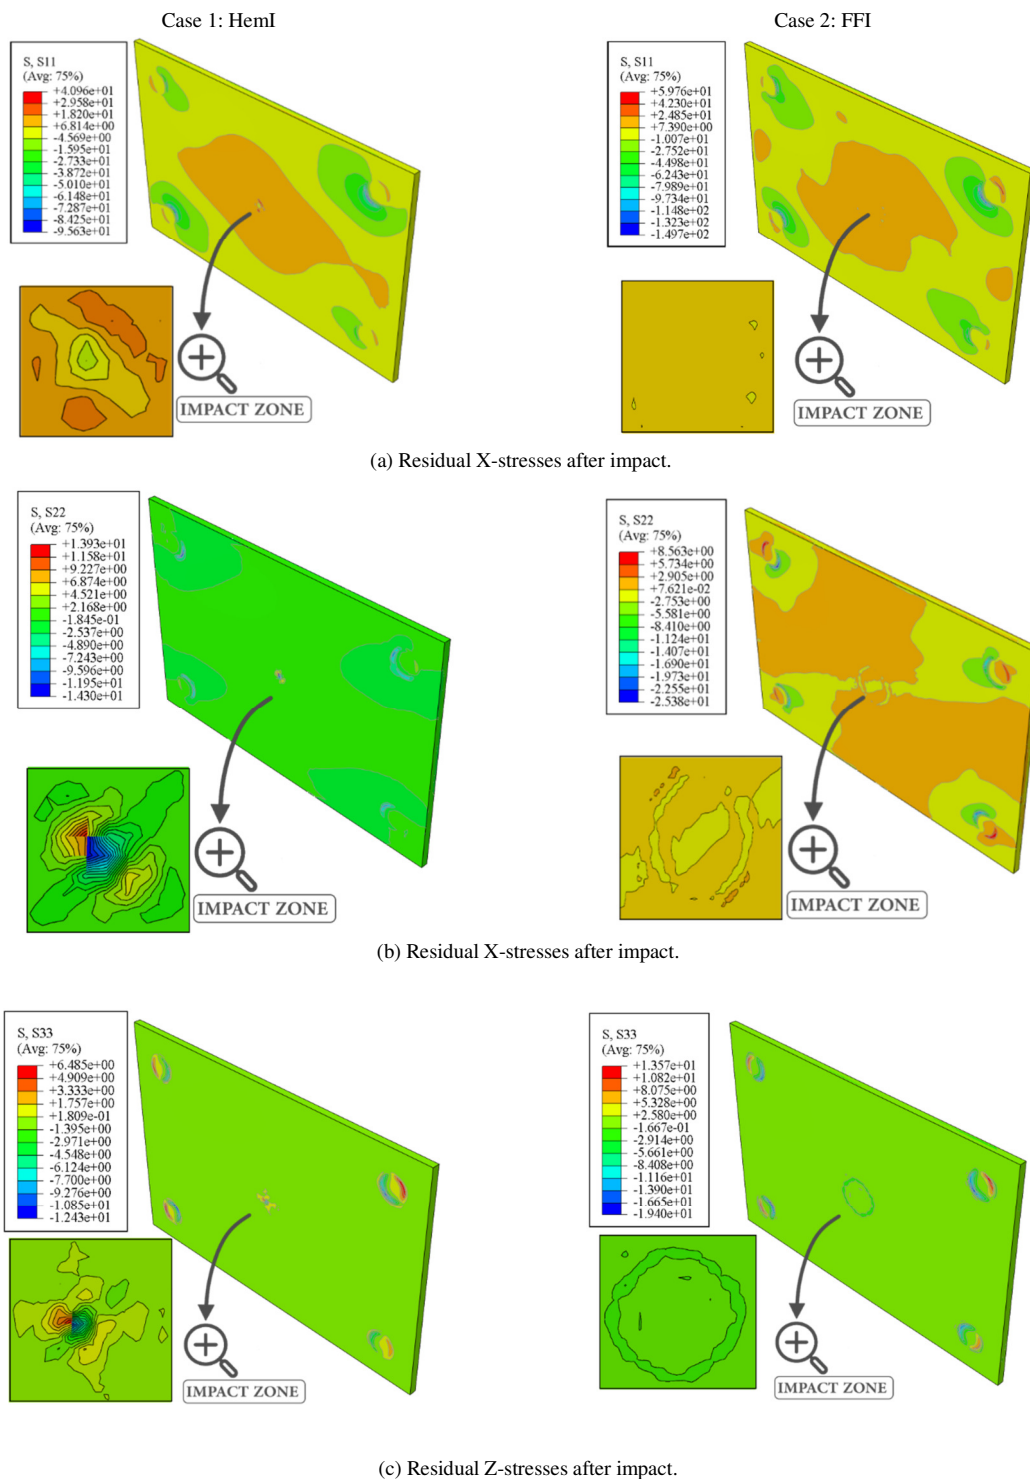 Case 1: HemI
Case 2: FFI
S, S11
(Avg: 75%)
+4.096e+01
+2.958e+01
+1.820e+01
+6.814e+00
-4.569e+00
-1.595e+01
-2.733e+01
-3.872e+01
-5.010e+01
-6.148e+01
-7.287e+01
-8.425e+01
-9.563e+01
IMPACT ZONE
S, S11
(Avg: 75%)
+5.976e+01
+4.230e+01
+2.485e+01
+7.390e+00
-1.007e+01
-2.752e+01
-4.498e+01
-6.243e+01
-7.989e+01
-9.734e+01
-1.148e+02
-1.323e+02
-1.497e+02
IMPACT ZONE
(a) Residual X-stresses after impact.
S, S22
(Avg: 75%)
+1.393e+01
+1.158e+01
+9.227e+00
+6.874e+00
+4.521e+00
+2.168e+00
-1.845e-01
-2.537e+00
-4.890e+00
-7.243e+00
-9.596e+00
-1.195e+01
-1.430e+01
IMPACT ZONE
S, S22
(Avg: 75%)
+8.563e+00
+5.734e+00
+2.905e+00
+7.621e-02
-2.753e+00
-5.581e+00
-8.410e+00
-1.124e+01
-1.407e+01
-1.690e+01
-1.973e+01
-2.255e+01
-2.538e+01
IMPACT ZONE
(b) Residual X-stresses after impact.
S, S33
(Avg: 75%)
+6.485e+00
+4.909e+00
+3.333e+00
+1.757e+00
+1.809e-01
-1.395e+00
-2.971e+00
-4.548e+00
-6.124e+00
-7.700e+00
-9.276e+00
-1.085e+01
-1.243e+01
IMPACT ZONE
S, S33
(Avg: 75%)
+1.357e+01
+1.082e+01
+8.075e+00
+5.328e+00
+2.580e+00
-1.667e-01
-2.914e+00
-5.661e+00
-8.408e+00
-1.116e+01
-1.390e+01
-1.665e+01
-1.940e+01
IMPACT ZONE
(c) Residual Z-stresses after impact.